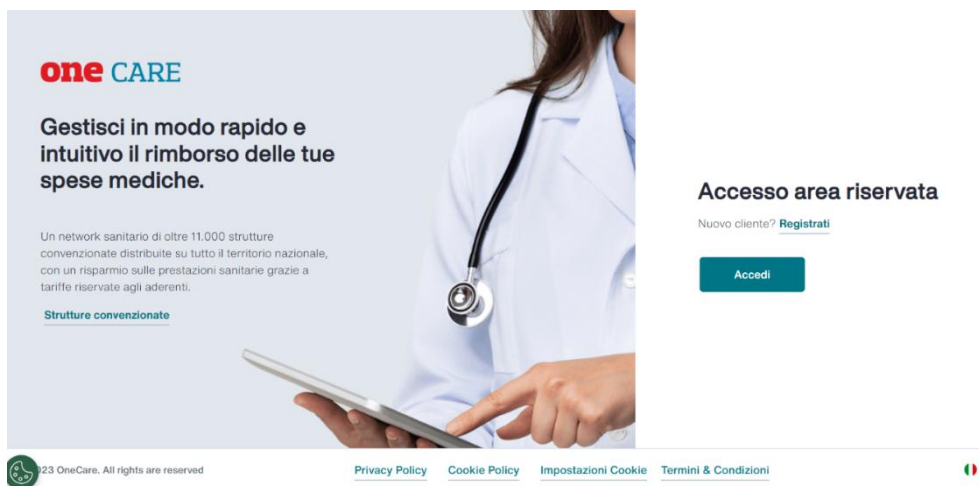 one CARE
Gestisci in modo rapido e
intuitivo il rimborso delle tue
spese mediche.
Un network sanitario di oltre 11.000 strutture
convenzionate distribuite su tutto il territorio nazionale,
con un risparmio sulle prestazioni sanitarie grazie a
tariffe riservate agli aderenti.
Strutture convenzionate
Accesso area riservata
Nuovo cliente? Registrati
Accedi
23 OneCare. All rights are reserved
Privacy Policy Cookie Policy Impostazioni Cookie Termini & Condizioni